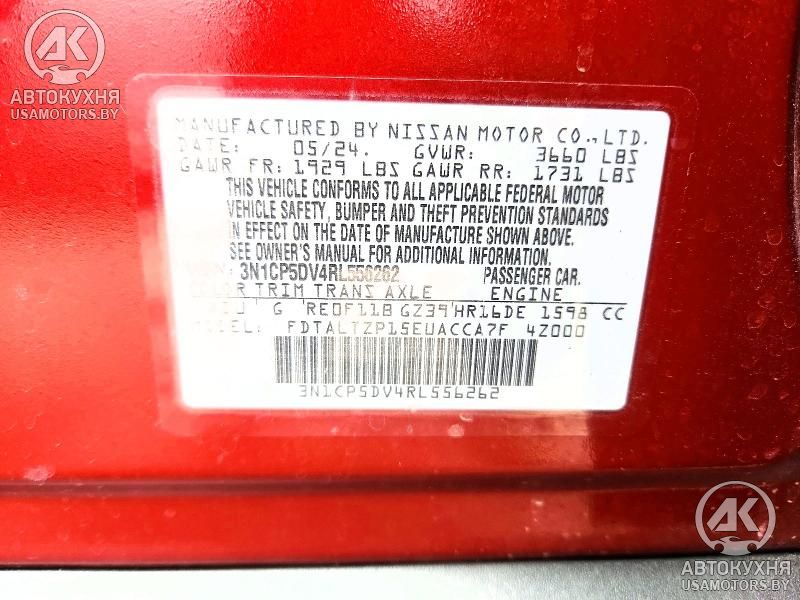 АК
АВТОКУХНЯ
USAMOTORS.BY
MANUFACTURED BY NISSAN MOTOR CO., LTD.
DATE: 05/24. GVWR: 3660 LBS
GAWR FR: 1929 LBS GAWR RR: 1731 LBS
THIS VEHICLE CONFORMS TO ALL APPLICABLE FEDERAL MOTOR
VEHICLE SAFETY, BUMPER AND THEFT PREVENTION STANDARDS
IN EFFECT ON THE DATE OF MANUFACTURE SHOWN ABOVE.
SEE OWNER'S MANUAL FOR ADDITIONAL INFORMATION.
3N1CP5DV4RL556262 PASSENGER CAR.
COLOR TRIM TRANS AXLE ENGINE
G RE0F11B GZ39 HR16DE 1598 CC
FDTALTZP15EUACCA7F 4Z000
3N1CP5DV4RL556262
АК
АВТОКУХНЯ
USAMOTORS.BY